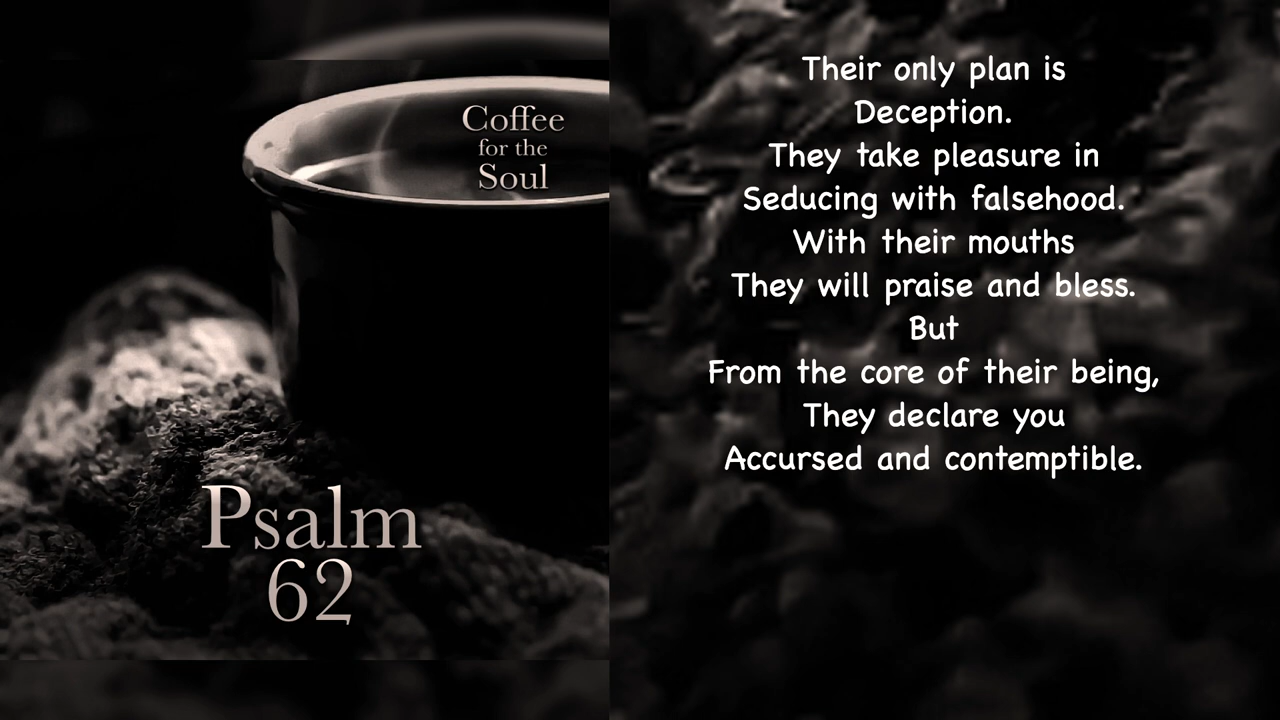 Coffee
for the
Soul
Psalm
62
Their only plan is
Deception.
They take pleasure in
Seducing with falsehood.
With their mouths
They will praise and bless.
But
From the core of their being,
They declare you
Accursed and contemptible.